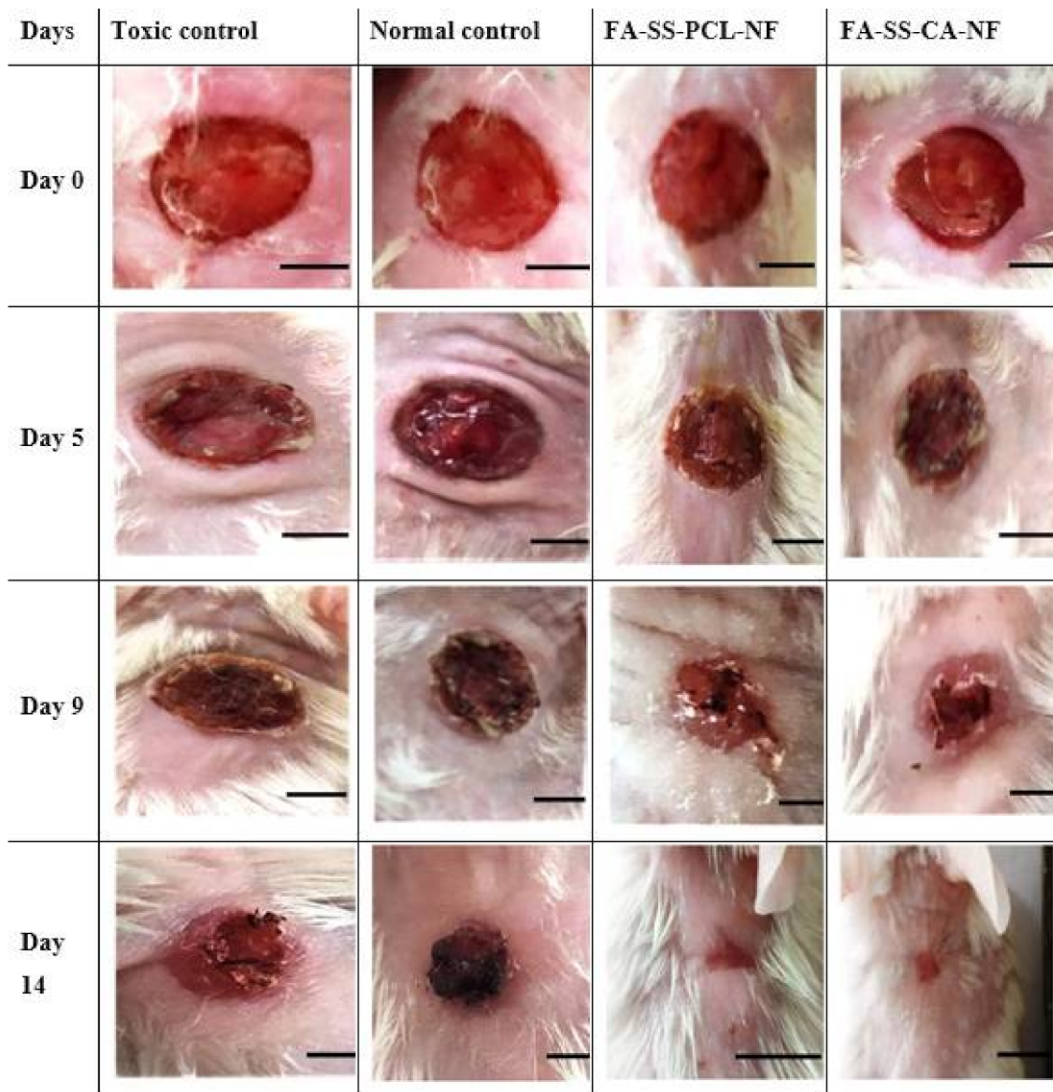 Days Toxic control Normal control FA-SS-PCL-NF FA-SS-CA-NF
Day 0
Day 5
Day 9
Day
14